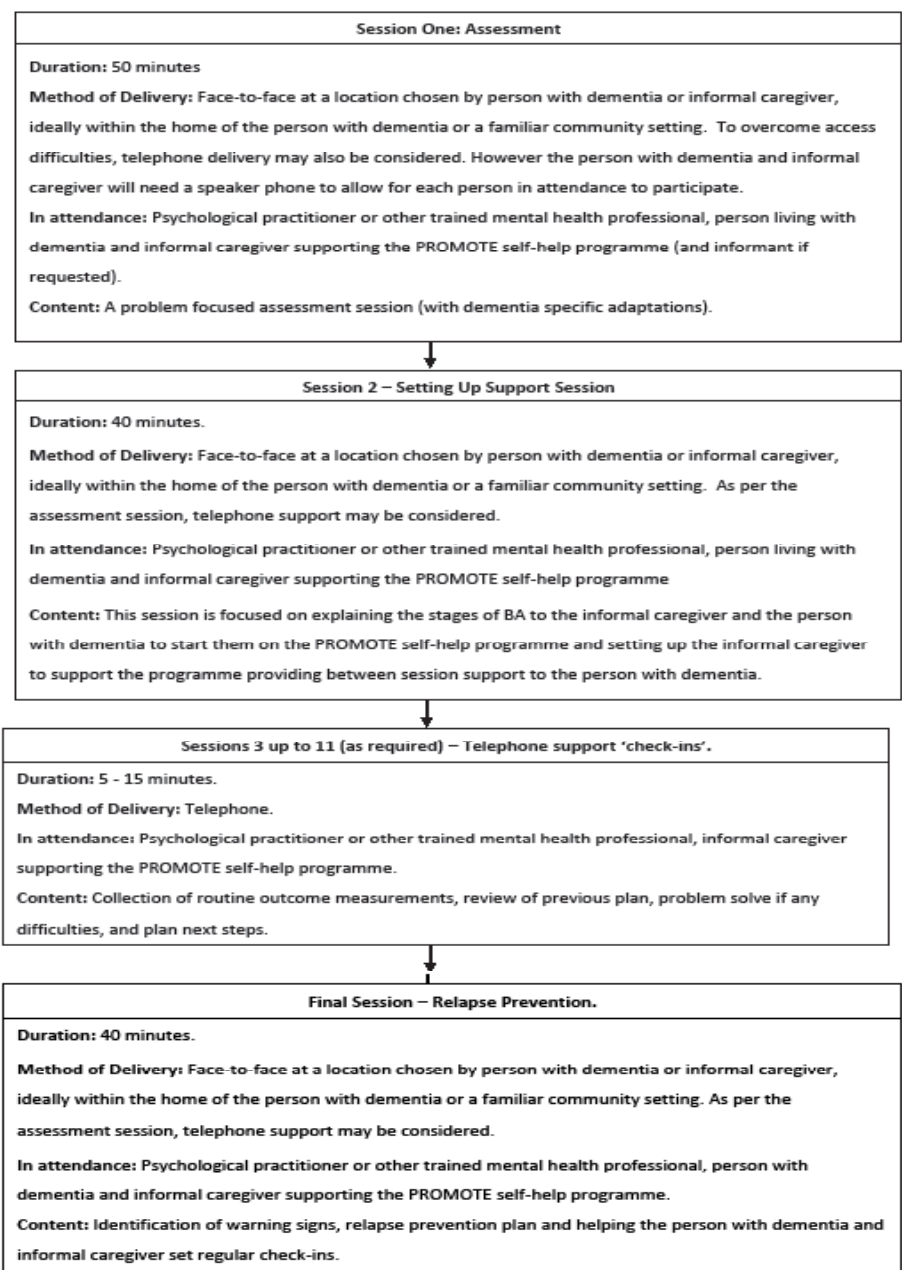 Session One: Assessment
Duration: 50 minutes
Method of Delivery: Face-to-face at a location chosen by person with dementia or informal caregiver,
ideally within the home of the person with dementia or a familiar community setting.  To overcome access
difficulties, telephone delivery may also be considered. However the person with dementia and informal
caregiver will need a speaker phone to allow for each person in attendance to participate.
In attendance: Psychological practitioner or other trained mental health professional, person living with
dementia and informal caregiver supporting the PROMOTE self-help programme (and informant if
requested).
Content: A problem focused assessment session (with dementia specific adaptations).
Session 2 – Setting Up Support Session
Duration: 40 minutes.
Method of Delivery: Face-to-face at a location chosen by person with dementia or informal caregiver,
ideally within the home of the person with dementia or a familiar community setting.  As per the
assessment session, telephone support may be considered.
In attendance: Psychological practitioner or other trained mental health professional, person living with
dementia and informal caregiver supporting the PROMOTE self-help programme
Content: This session is focused on explaining the stages of BA to the informal caregiver and the person
with dementia to start them on the PROMOTE self-help programme and setting up the informal caregiver
to support the programme providing between session support to the person with dementia.
Sessions 3 up to 11 (as required) – Telephone support 'check-ins'.
Duration: 5 - 15 minutes.
Method of Delivery: Telephone.
In attendance: Psychological practitioner or other trained mental health professional, informal caregiver
supporting the PROMOTE self-help programme.
Content: Collection of routine outcome measurements, review of previous plan, problem solve if any
difficulties, and plan next steps.
Final Session – Relapse Prevention.
Duration: 40 minutes.
Method of Delivery: Face-to-face at a location chosen by person with dementia or informal caregiver,
ideally within the home of the person with dementia or a familiar community setting. As per the
assessment session, telephone support may be considered.
In attendance: Psychological practitioner or other trained mental health professional, person with
dementia and informal caregiver supporting the PROMOTE self-help programme.
Content: Identification of warning signs, relapse prevention plan and helping the person with dementia and
informal caregiver set regular check-ins.